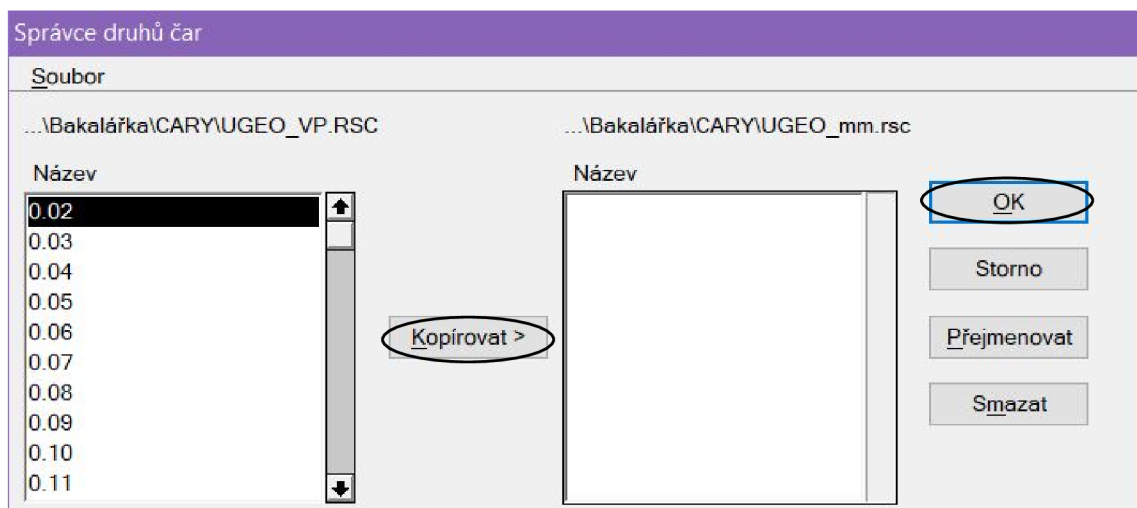 Správce druhů čar
Soubor
...\Bakalářka\CARY\UGEO_VP.RSC
...\Bakalářka\CARY\UGEO_mm.rsc
Název
0.02
0.03
0.04
0.05
0.06
0.07
0.08
0.09
0.10
0.11
Kopírovat >
Název
OK
Storno
Přejmenovat
Smazat